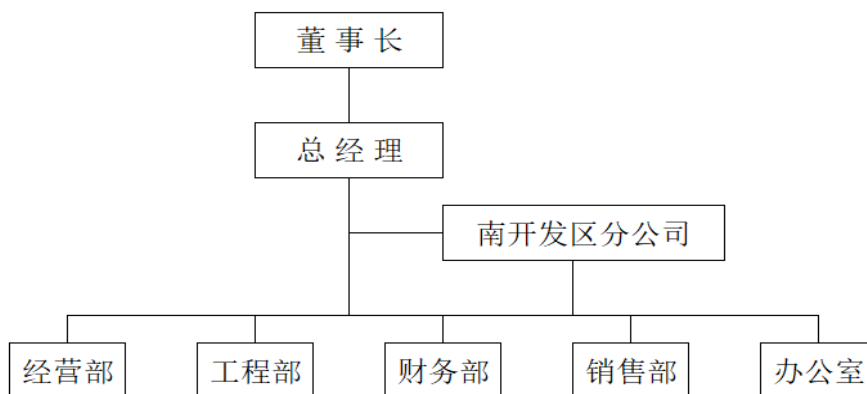 董事长
总经理
南开发区分公司
经营部
工程部
财务部
销售部
办公室